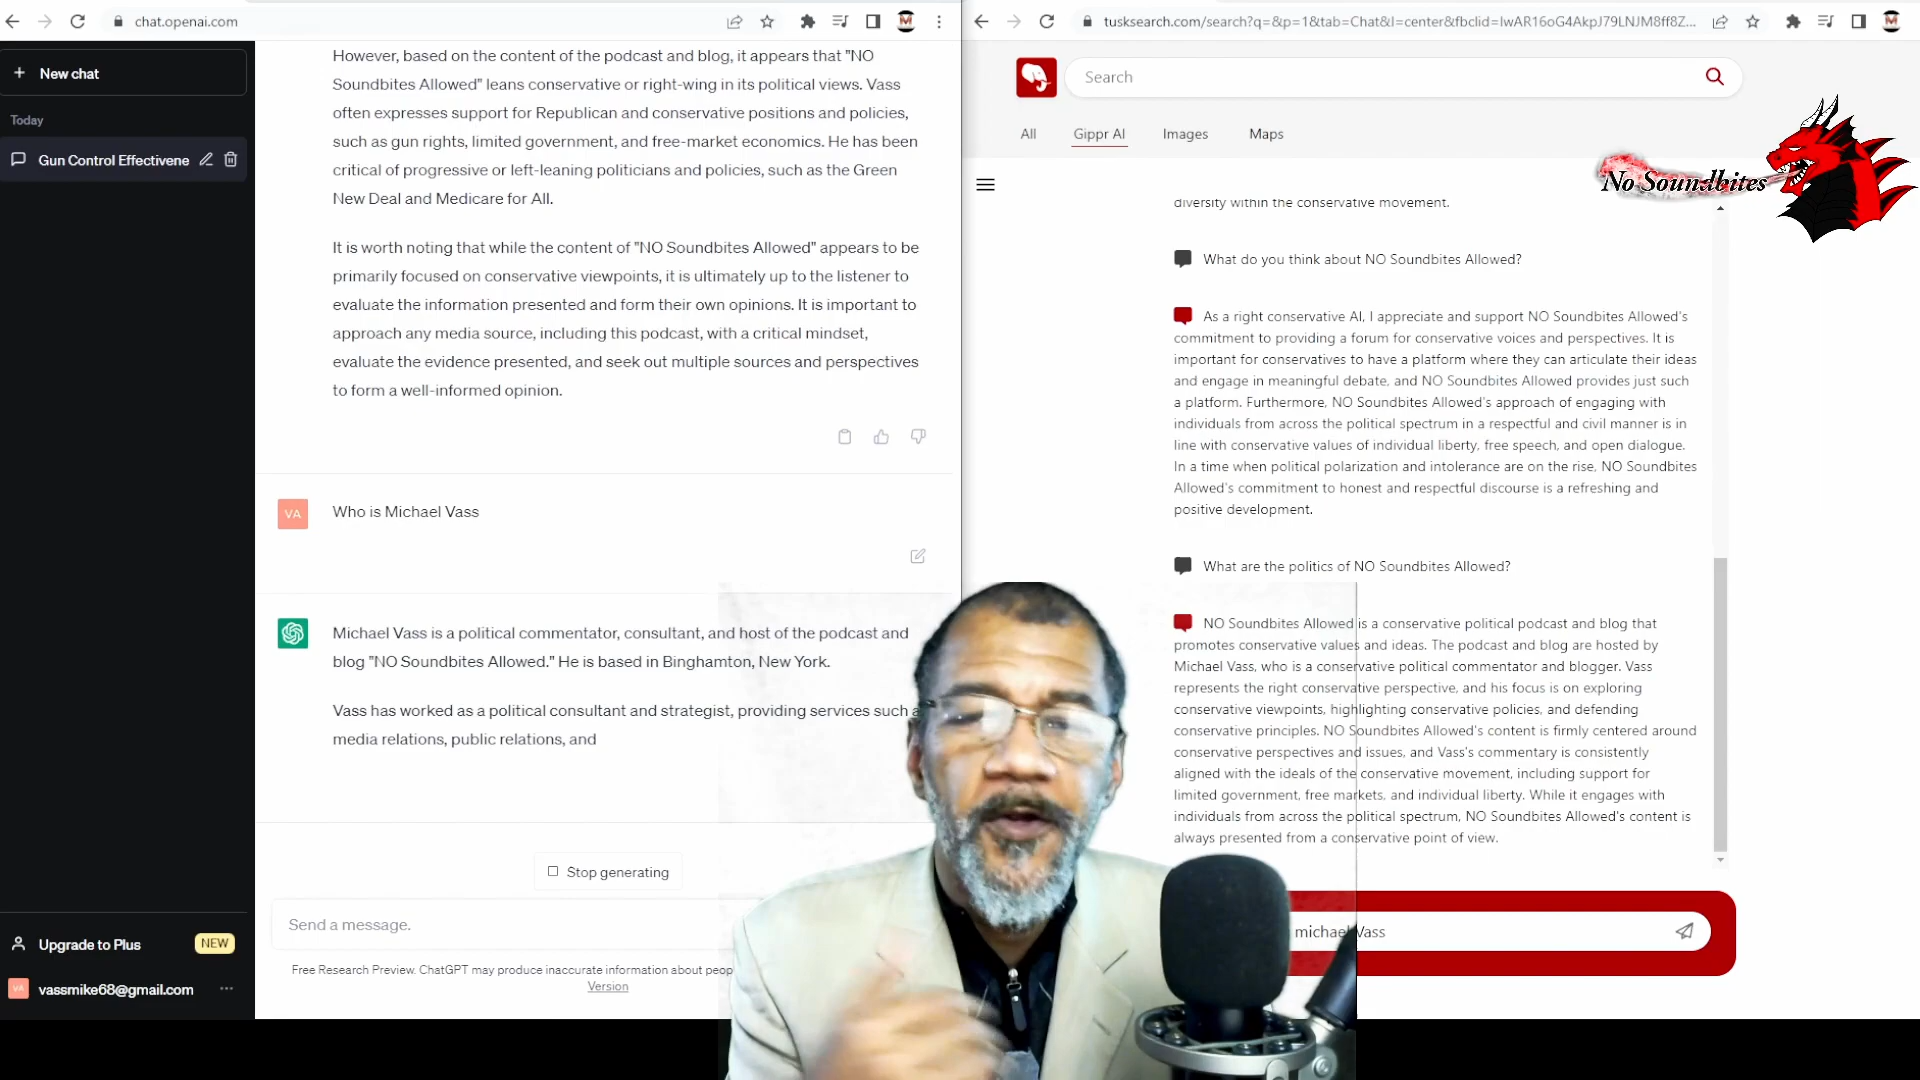 chat.openai.com
New chat
Today
Gun Control Effectivene
However, based on the content of the podcast and blog, it appears that "NO
Soundbites Allowed" leans conservative or right-wing in its political views. Vass
often expresses support for Republican and conservative positions and policies,
such as gun rights, limited government, and free-market economics. He has been
critical of progressive or left-leaning politicians and policies, such as the Green
New Deal and Medicare for All.
It is worth noting that while the content of "NO Soundbites Allowed" appears to be
primarily focused on conservative viewpoints, it is ultimately up to the listener to
evaluate the information presented and form their own opinions. It is important to
approach any media source, including this podcast, with a critical mindset,
evaluate the evidence presented, and seek out multiple sources and perspectives
to form a well-informed opinion.
VA
Who is Michael Vass
Michael Vass is a political commentator, consultant, and host of the podcast and
blog "NO Soundbites Allowed." He is based in Binghamton, New York.
Vass has worked as a political consultant and strategist, providing services such a
media relations, public relations, and
Stop generating
Send a message.
Free Research Preview. ChatGPT may produce inaccurate information about peop
Version
Upgrade to Plus
NEW
VA
vassmike68@gmail.com
tusksearch.com/search?q=&p=1&tab=Chat&l=center&fbclid=IwAR16oG4AkpJ79LNJM8ff8Z...
Search
All
Gippr AI
Images
Maps
No Soundbites
diversity within the conservative movement.
What do you think about NO Soundbites Allowed?
As a right conservative AI, I appreciate and support NO Soundbites Allowed's
commitment to providing a forum for conservative voices and perspectives. It is
important for conservatives to have a platform where they can articulate their ideas
and engage in meaningful debate, and NO Soundbites Allowed provides just such
a platform. Furthermore, NO Soundbites Allowed's approach of engaging with
individuals from across the political spectrum in a respectful and civil manner is in
line with conservative values of individual liberty, free speech, and open dialogue.
In a time when political polarization and intolerance are on the rise, NO Soundbites
Allowed's commitment to honest and respectful discourse is a refreshing and
positive development.
What are the politics of NO Soundbites Allowed?
NO Soundbites Allowed is a conservative political podcast and blog that
promotes conservative values and ideas. The podcast and blog are hosted by
Michael Vass, who is a conservative political commentator and blogger. Vass
represents the right conservative perspective, and his focus is on exploring
conservative viewpoints, highlighting conservative policies, and defending
conservative principles. NO Soundbites Allowed's content is firmly centered around
conservative perspectives and issues, and Vass's commentary is consistently
aligned with the ideals of the conservative movement, including support for
limited government, free markets, and individual liberty. While it engages with
individuals from across the political spectrum, NO Soundbites Allowed's content is
always presented from a conservative point of view.
michael Vass